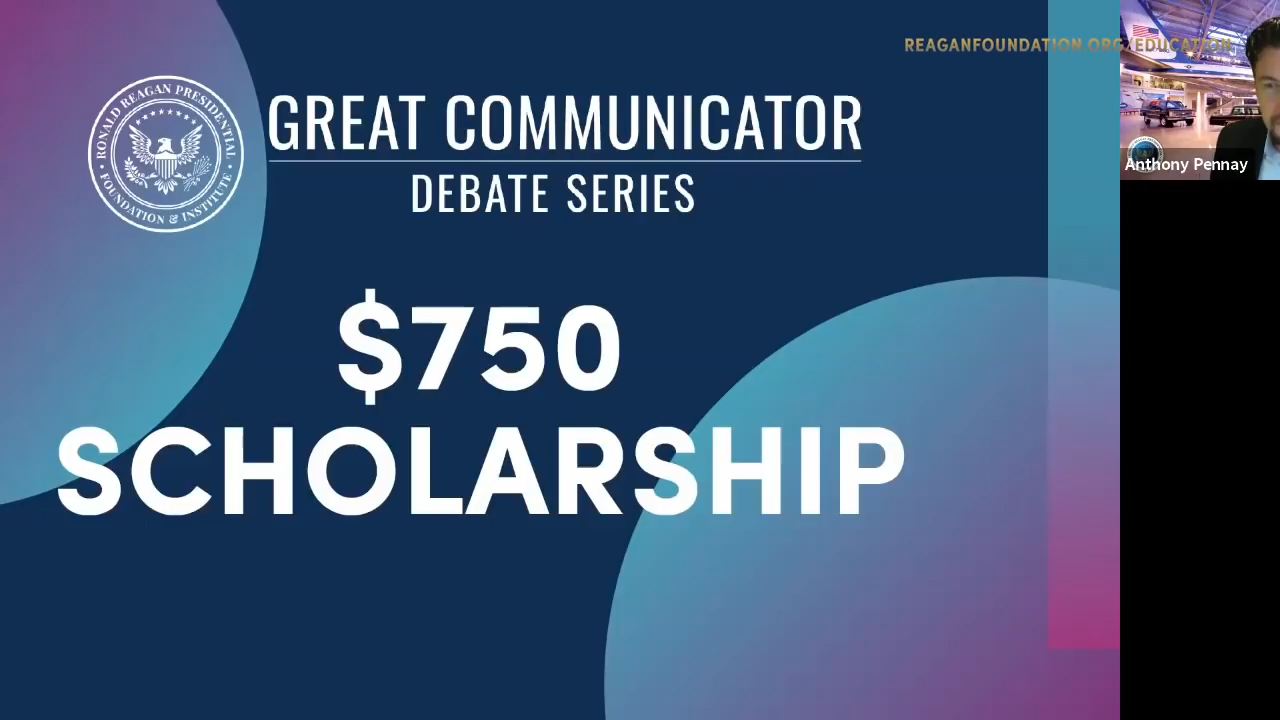 REAGANFOUNDATION.ORG/EDUCATION
RONALD REAGAN PRESIDENTIAL
FOUNDATION & INSTITUTE
GREAT COMMUNICATOR
DEBATE SERIES
$750
SCHOLARSHIP
Anthony Pennay